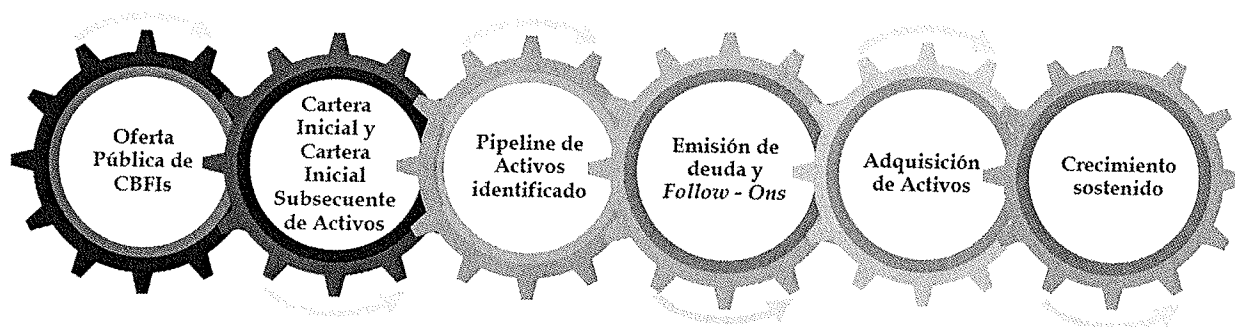 Oferta
Pública de
CBFIs
Cartera
Inicial y
Cartera
Inicial
Subsecuente
de Activos
Pipeline de
Activos
identificado
Emisión de
deuda y
Follow - Ons
Adquisición
de Activos
Crecimiento
sostenido